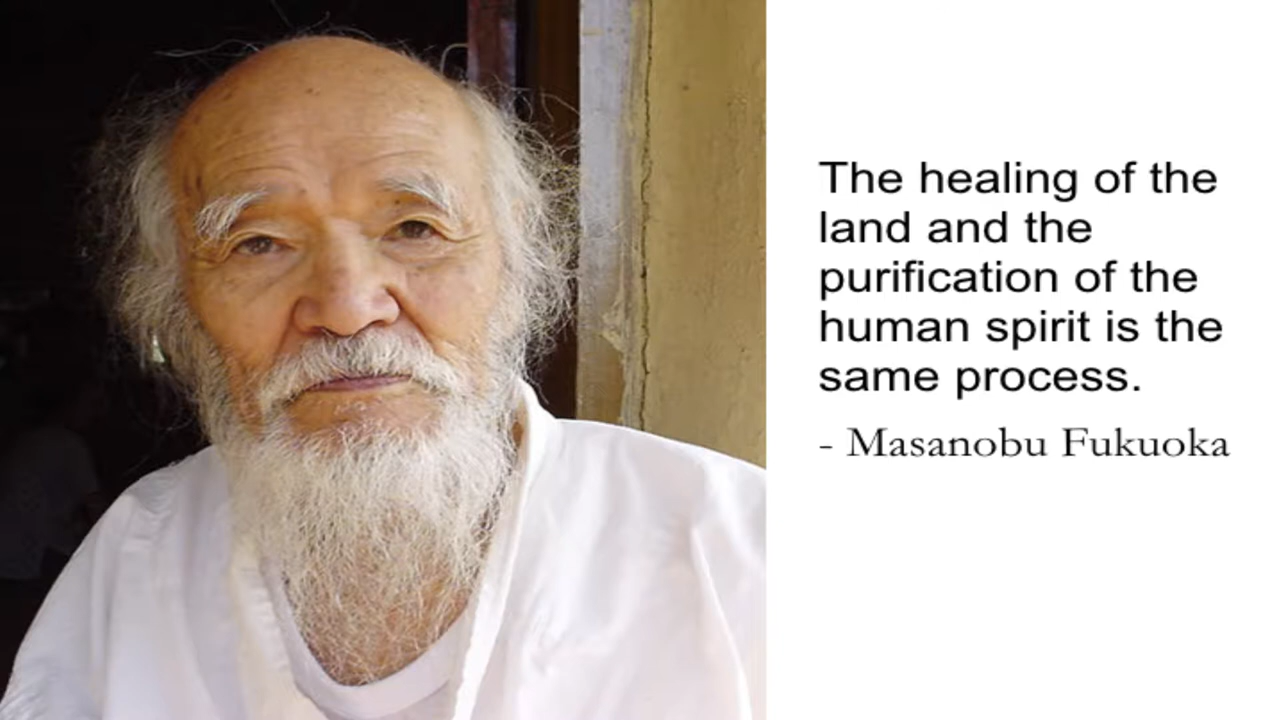 The healing of the
land and the
purification of the
human spirit is the
same process.
- Masanobu Fukuoka